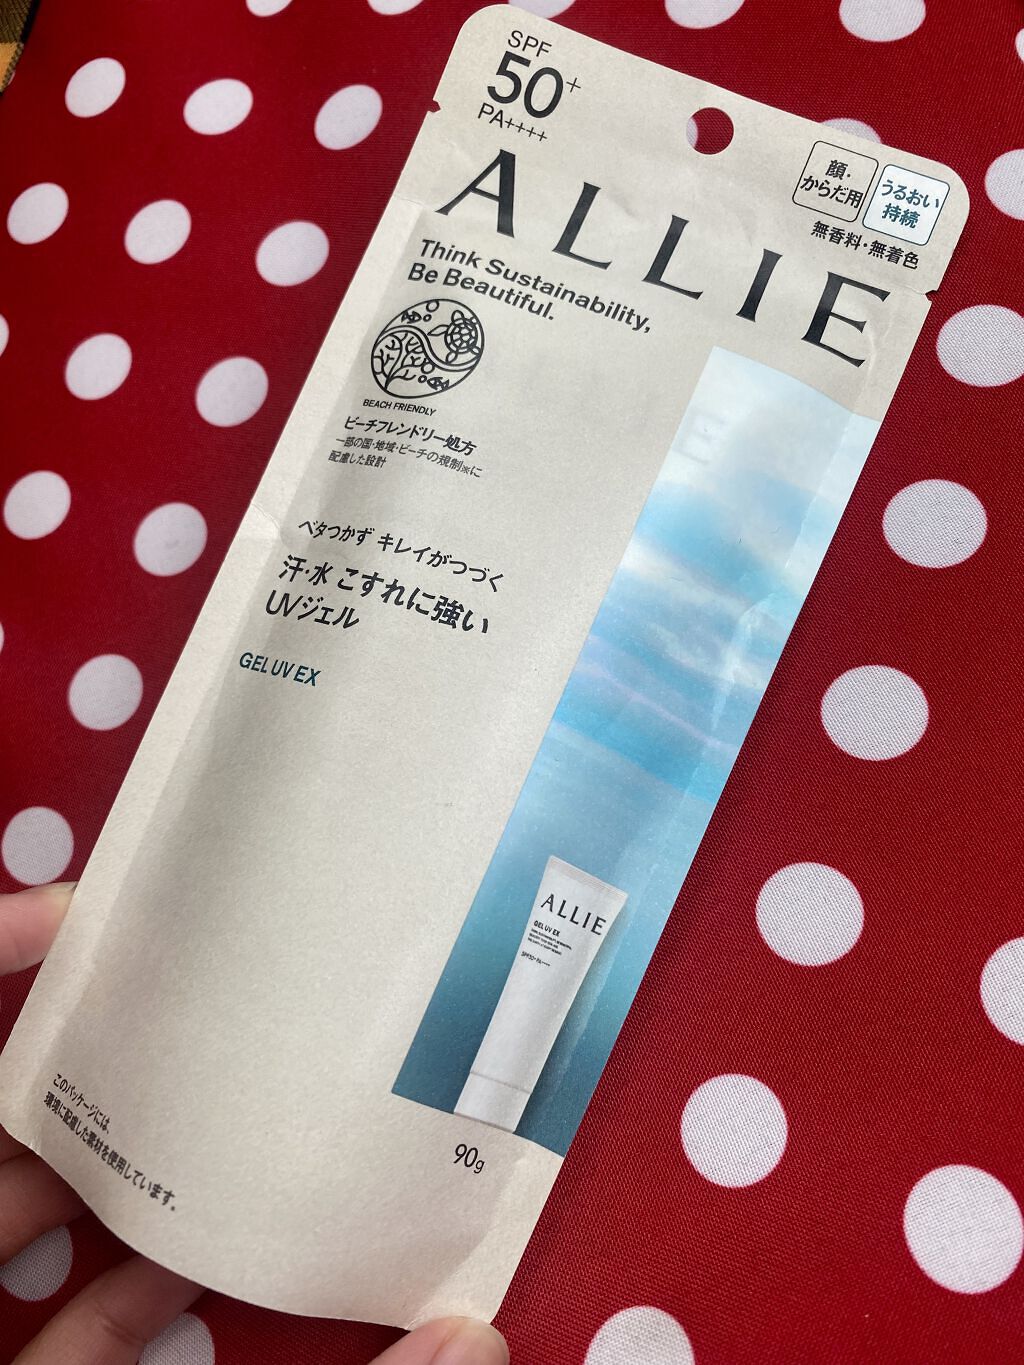 SPF
50+
PA++++
顔・
からだ用
うるおい
持続
無香料・無着色
ALLIE
Think Sustainability,
Be Beautiful.
BEACH FRIENDLY
ビーチフレンドリー処方
一部の国・地域・ビーチの規制※に
配慮した設計
ベタつかず キレイがつづく
汗・水 こすれに強い
UVジェル
GEL UV EX
ALLIE
GEL UV EX
SPF50+ PA++++
90g
このパッケージには、
環境に配慮した素材を使用しています。